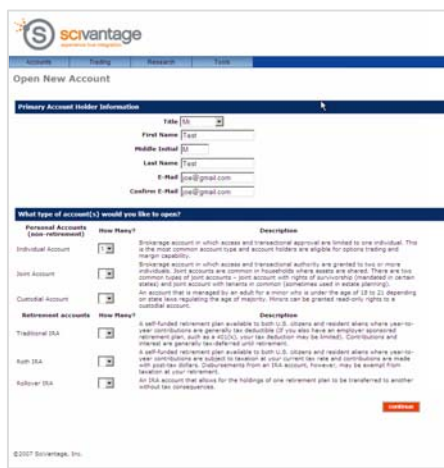 scivantage
experience true integration
Accounts Trading Research Tools
Open New Account
Primary Account Holder Information
Title Mr.
First Name Test
Middle Initial M
Last Name Test
E-Mail joe@gmail.com
Confirm E-Mail joe@gmail.com
What type of account(s) would you like to open?
Personal Accounts (non-retirement) How Many? Description
Individual Account 1 Brokerage account in which access and transactional approval are limited to one individual. This
is the most common account type and account holders are eligible for options trading and
margin capability.
Joint Account Brokerage account in which access and transactional authority are granted to two or more
individuals. Joint accounts are common in households where assets are shared. There are two
common types of joint accounts - joint account with rights of survivorship (mandated in certain
states) and joint account with tenants in common (sometimes used in estate planning).
Custodial Account An account that is managed by an adult for a minor who is under the age of 18 to 21 depending
on state laws regulating the age of majority. Minors can be granted read-only rights to a
custodial account.
Retirement accounts How Many? Description
Traditional IRA A self-funded retirement plan available to both U.S. citizens and resident aliens where year-to-
year contributions are generally tax deductible (if you also have an employer sponsored
retirement plan, such as a 401(k), your tax deduction may be limited). Contributions and
interest are generally tax-deferred until retirement.
Roth IRA A self-funded retirement plan available to both U.S. citizens and resident aliens where year-to-
year contributions are subject to taxation at your current tax rate and contributions are made
with post-tax dollars. Disbursements from an IRA account, however, may be exempt from
taxation at your retirement.
Rollover IRA An IRA account that allows for the holdings of one retirement plan to be transferred to another
without tax consequences.
continue
©2007 Scivantage, Inc.